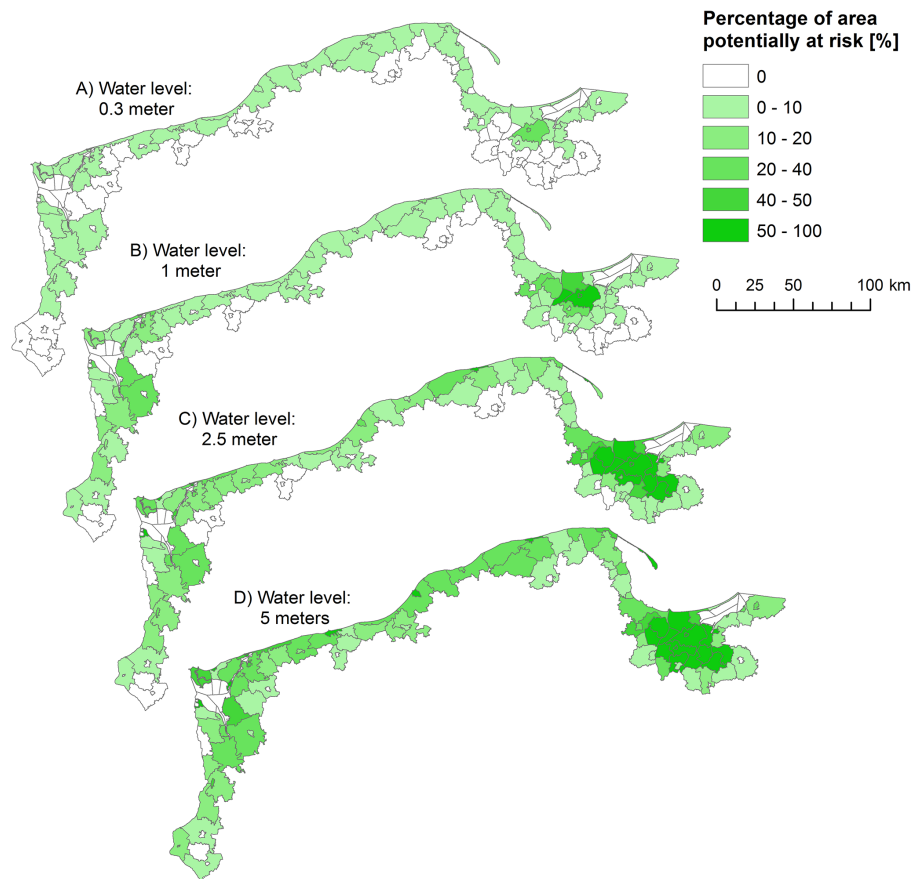 Percentage of area
potentially at risk [%]
0
0 - 10
10 - 20
20 - 40
40 - 50
50 - 100
0 25 50 100 km
A) Water level:
0.3 meter
B) Water level:
1 meter
C) Water level:
2.5 meter
D) Water level:
5 meters